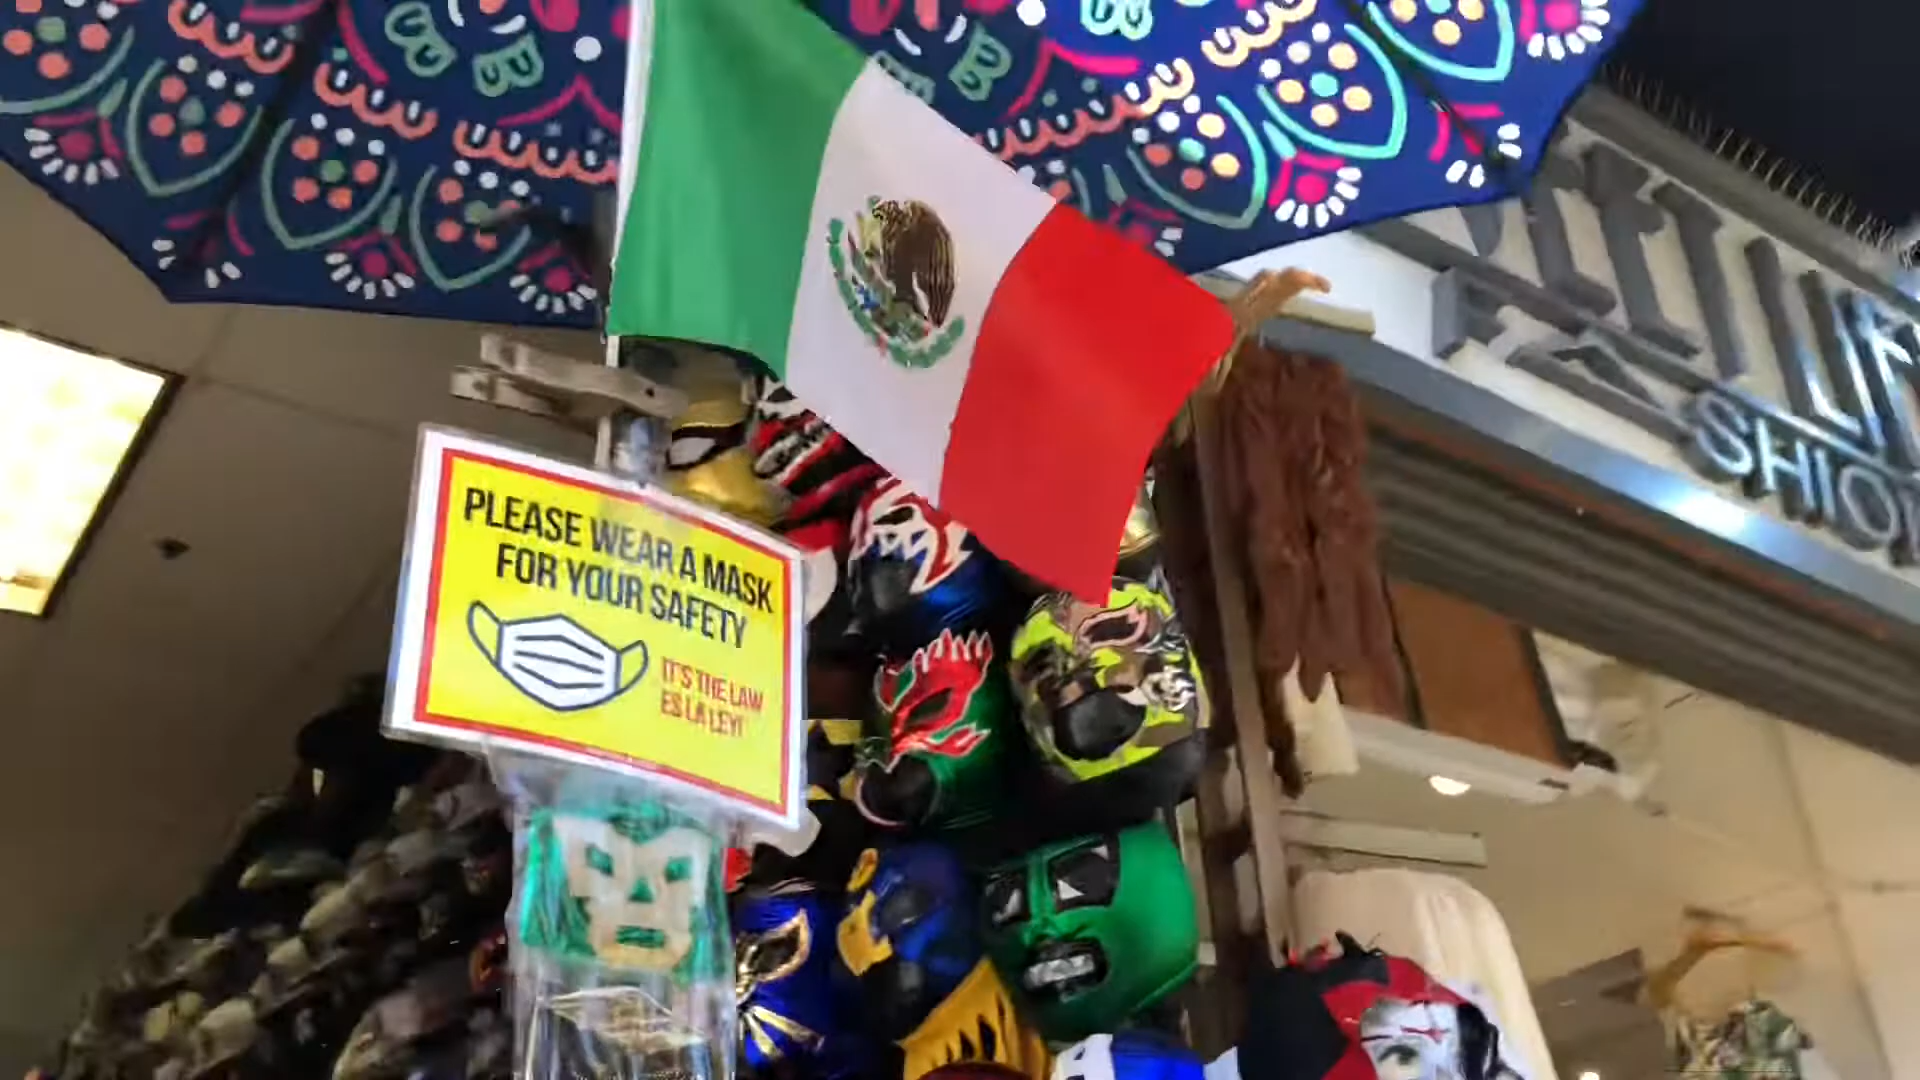 PLEASE WEAR A MASK
FOR YOUR SAFETY
IT'S THE LAW
ES LA LEY!